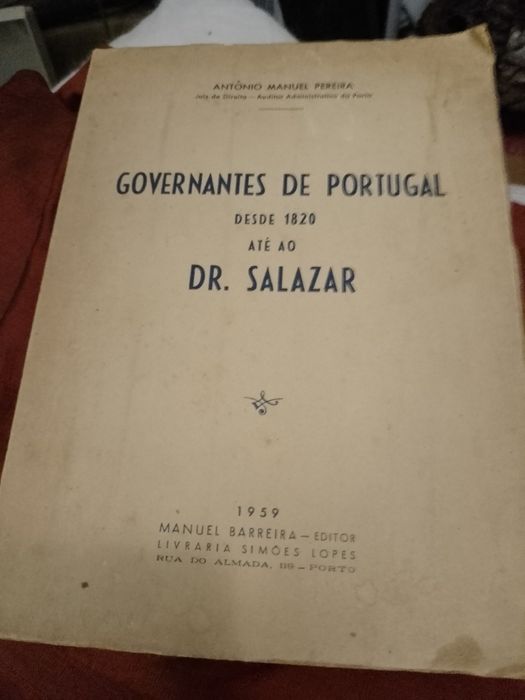 ANTÓNIO MANUEL PEREIRA
Juiz de Direito — Auditor Administrativo do Porto
GOVERNANTES DE PORTUGAL
DESDE 1820
ATÉ AO
DR. SALAZAR
1959
MANUEL BARREIRA — EDITOR
LIVRARIA SIMÕES LOPES
RUA DO ALMADA, 119 — PORTO